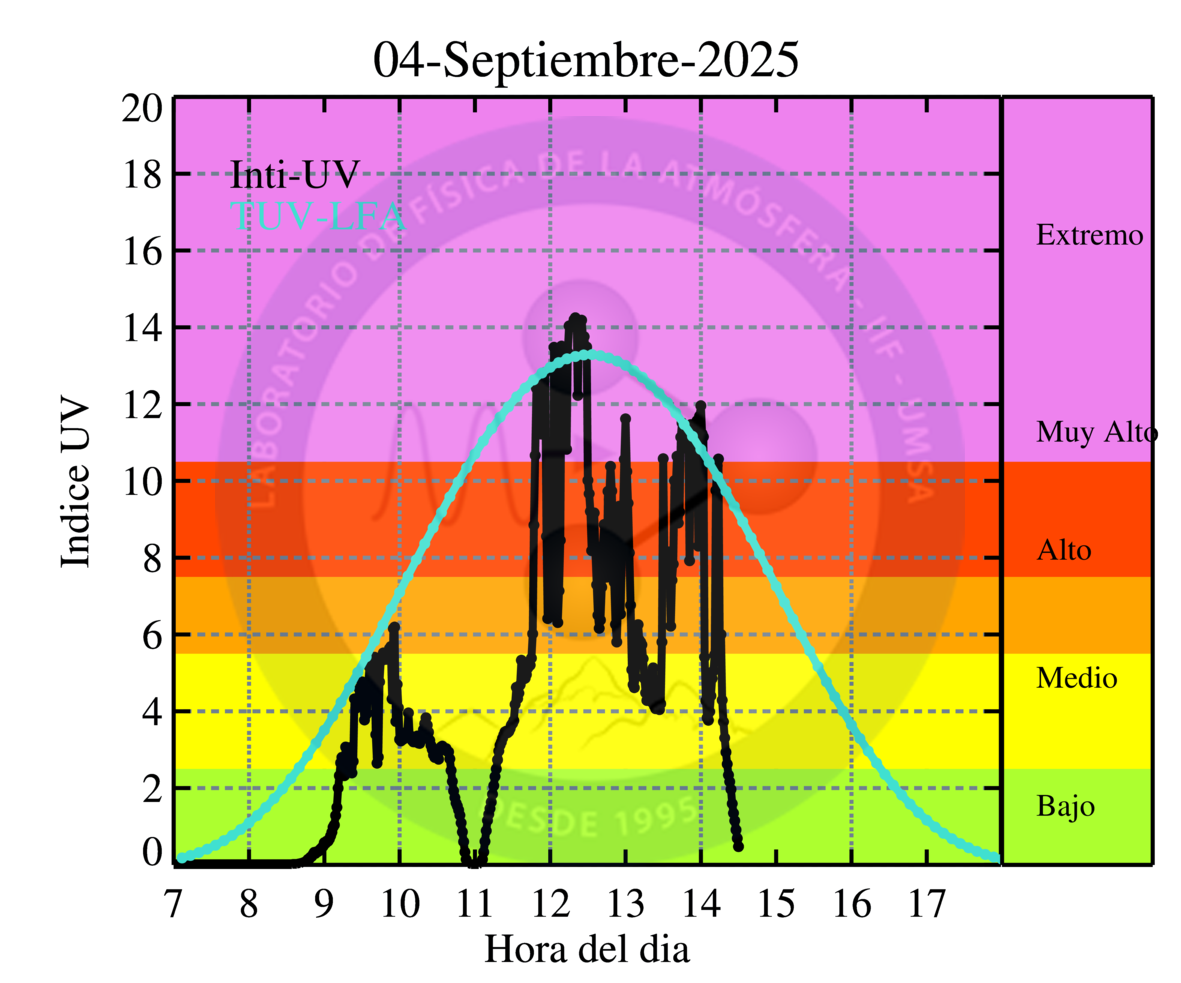 04-Septiembre-2025
20
18
16
14
12
10
8
6
4
2
0
Indice UV
Inti-UV
TUV-LFA
LABORATORIO DE FÍSICA DE LA ATMÓSFERA - IIF - UMSA
DESDE 1995
Extremo
Muy Alto
Alto
Medio
Bajo
7 8 9 10 11 12 13 14 15 16 17
Hora del dia